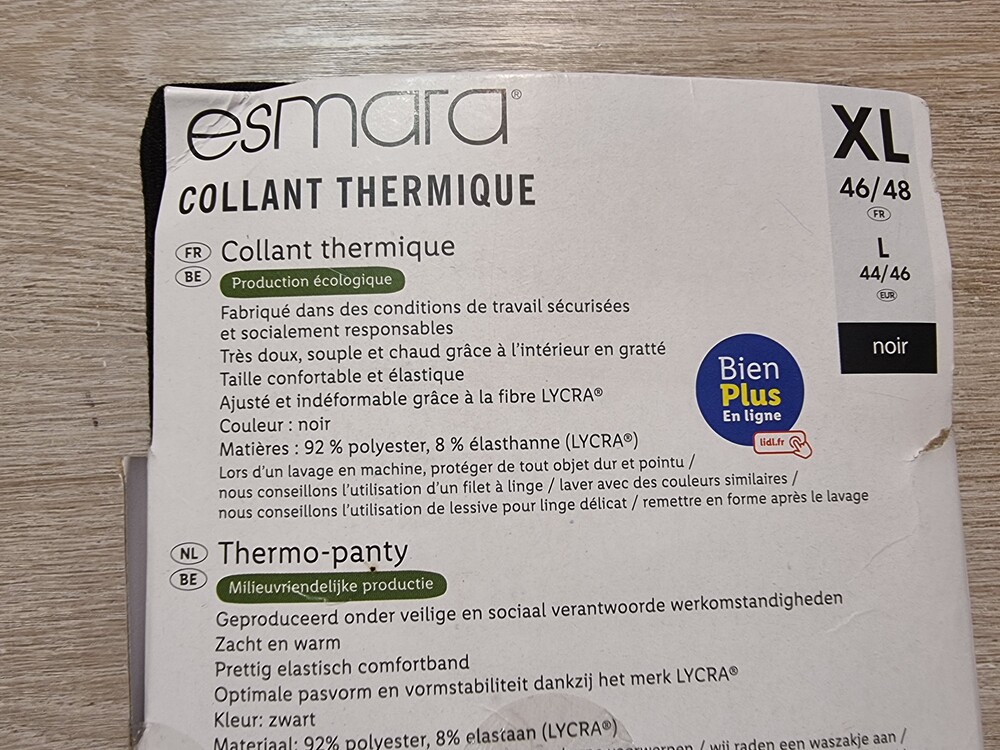 esmara®
COLLANT THERMIQUE
XL
46/48
FR
L
44/46
EUR
noir
FR Collant thermique
BE Production écologique
Fabriqué dans des conditions de travail sécurisées
et socialement responsables
Très doux, souple et chaud grâce à l'intérieur en gratté
Taille confortable et élastique
Ajusté et indéformable grâce à la fibre LYCRA®
Couleur : noir
Matières : 92 % polyester, 8 % élasthanne (LYCRA®)
Lors d'un lavage en machine, protéger de tout objet dur et pointu /
nous conseillons l'utilisation d'un filet à linge / laver avec des couleurs similaires /
nous conseillons l'utilisation de lessive pour linge délicat / remettre en forme après le lavage
Bien
Plus
En ligne
lidl.fr
NL Thermo-panty
BE Milieuvriendelijke productie
Geproduceerd onder veilige en sociaal verantwoorde werkomstandigheden
Zacht en warm
Prettig elastisch comfortband
Optimale pasvorm en vormstabiliteit dankzij het merk LYCRA®
Kleur: zwart
Materiaal: 92% polyester, 8% elastaan (LYCRA®)
/ wij raden een waszakje aan /